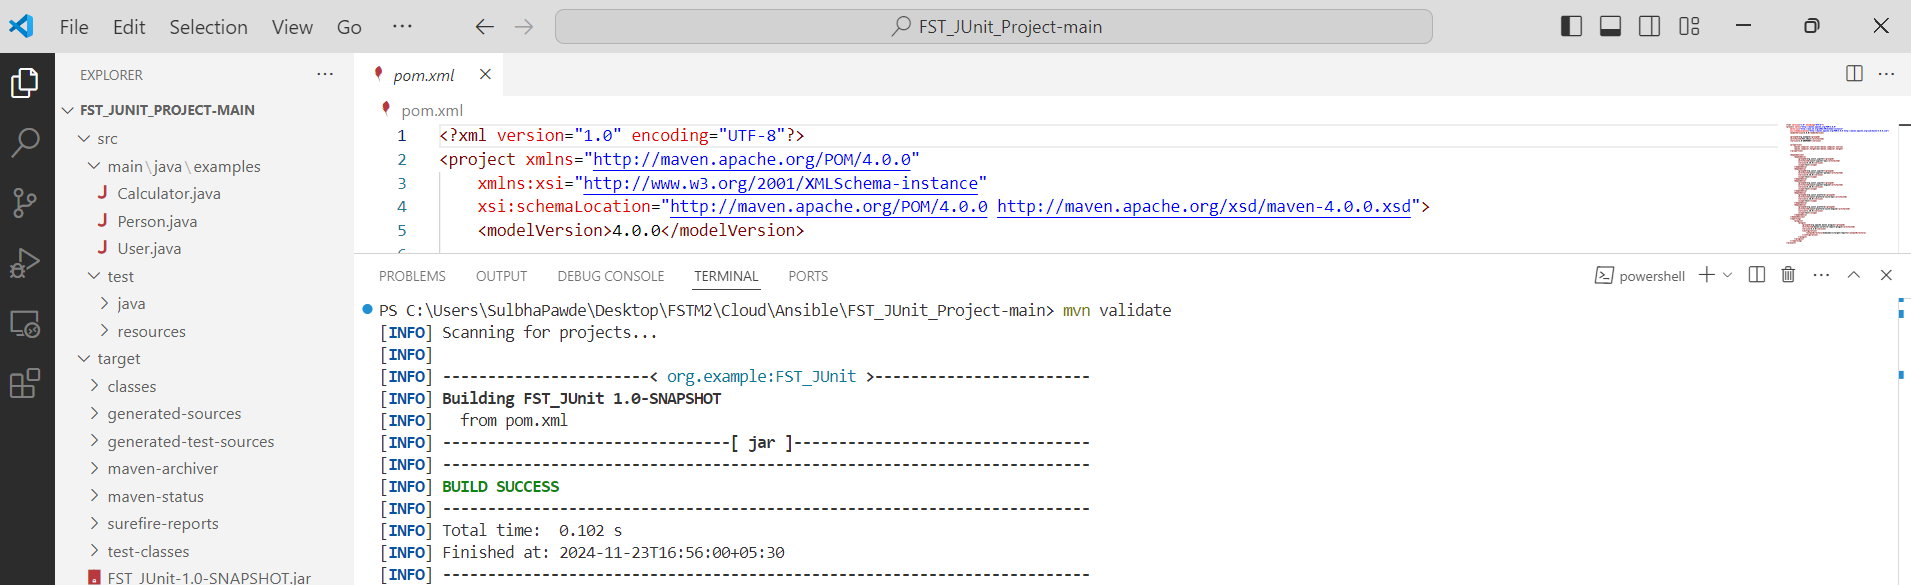 File Edit Selection View Go ··· FST_JUnit_Project-main
EXPLORER ···
FST_JUNIT_PROJECT-MAIN
src
main\java\examples
Calculator.java
Person.java
User.java
test
java
resources
target
classes
generated-sources
generated-test-sources
maven-archiver
maven-status
surefire-reports
test-classes
FST_JUnit-1.0-SNAPSHOT.jar
pom.xml
pom.xml
1 <?xml version="1.0" encoding="UTF-8"?>
2 <project xmlns="http://maven.apache.org/POM/4.0.0"
3 xmlns:xsi="http://www.w3.org/2001/XMLSchema-instance"
4 xsi:schemaLocation="http://maven.apache.org/POM/4.0.0 http://maven.apache.org/xsd/maven-4.0.0.xsd">
5 <modelVersion>4.0.0</modelVersion>
PROBLEMS OUTPUT DEBUG CONSOLE TERMINAL PORTS powershell
PS C:\Users\SulbhaPawde\Desktop\FSTM2\Cloud\Ansible\FST_JUnit_Project-main> mvn validate
[INFO] Scanning for projects...
[INFO]
[INFO] -----------------------< org.example:FST_JUnit >------------------------
[INFO] Building FST_JUnit 1.0-SNAPSHOT
[INFO]   from pom.xml
[INFO] --------------------------------[ jar ]---------------------------------
[INFO] ------------------------------------------------------------------------
[INFO] BUILD SUCCESS
[INFO] ------------------------------------------------------------------------
[INFO] Total time:  0.102 s
[INFO] Finished at: 2024-11-23T16:56:00+05:30
[INFO] ------------------------------------------------------------------------